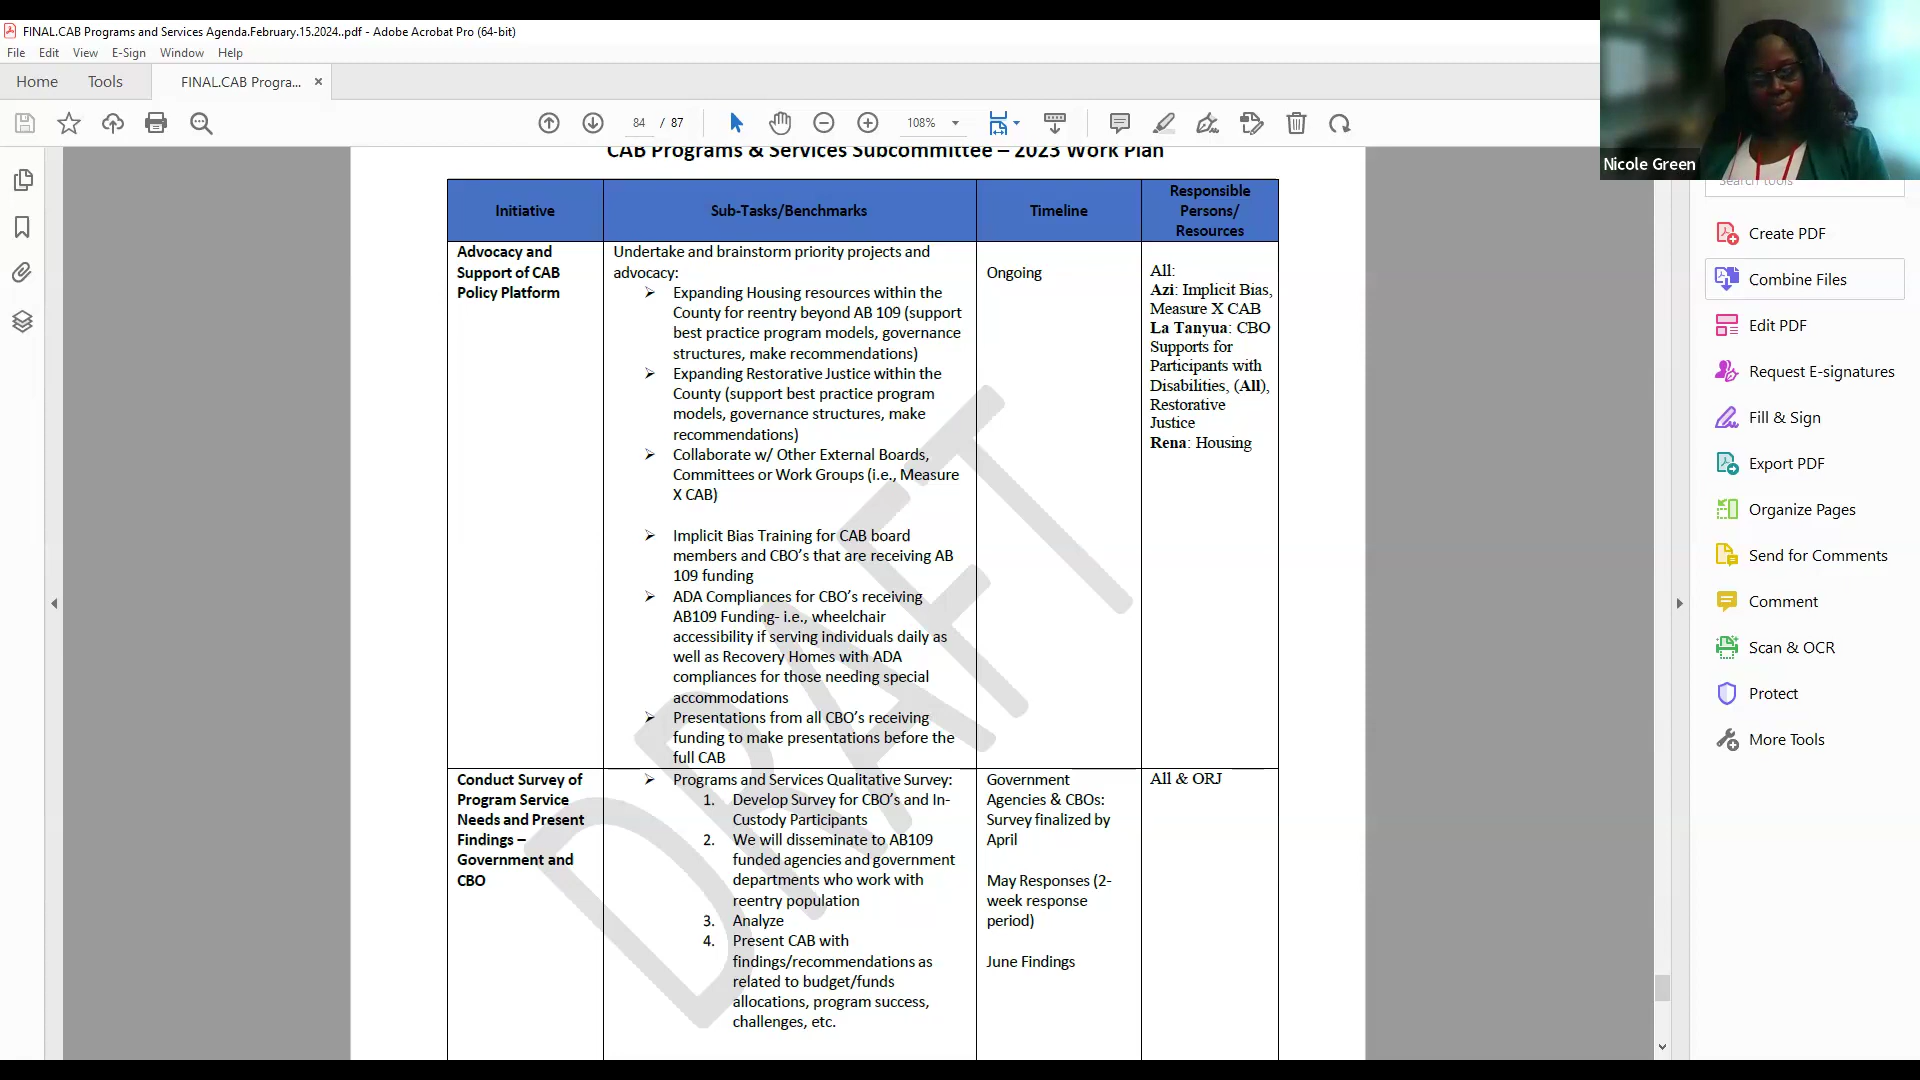 FINAL.CAB Programs and Services Agenda.February.15.2024..pdf - Adobe Acrobat Pro (64-bit)
File Edit View E-Sign Window Help
Home Tools FINAL.CAB Progra... ×
84 / 87 108%
Nicole Green
Search tools
Create PDF
Combine Files
Edit PDF
Request E-signatures
Fill & Sign
Export PDF
Organize Pages
Send for Comments
Comment
Scan & OCR
Protect
More Tools
CAB Programs & Services Subcommittee – 2023 Work Plan
Initiative
Sub-Tasks/Benchmarks
Timeline
Responsible
Persons/
Resources
Advocacy and
Support of CAB
Policy Platform
Undertake and brainstorm priority projects and
advocacy:
➢ Expanding Housing resources within the
County for reentry beyond AB 109 (support
best practice program models, governance
structures, make recommendations)
➢ Expanding Restorative Justice within the
County (support best practice program
models, governance structures, make
recommendations)
➢ Collaborate w/ Other External Boards,
Committees or Work Groups (i.e., Measure
X CAB)
➢ Implicit Bias Training for CAB board
members and CBO’s that are receiving AB
109 funding
➢ ADA Compliances for CBO’s receiving
AB109 Funding- i.e., wheelchair
accessibility if serving individuals daily as
well as Recovery Homes with ADA
compliances for those needing special
accommodations
➢ Presentations from all CBO’s receiving
funding to make presentations before the
full CAB
Ongoing
All:
Azi: Implicit Bias,
Measure X CAB
La Tanyua: CBO
Supports for
Participants with
Disabilities, (All),
Restorative
Justice
Rena: Housing
Conduct Survey of
Program Service
Needs and Present
Findings –
Government and
CBO
➢ Programs and Services Qualitative Survey:
1. Develop Survey for CBO’s and In-
Custody Participants
2. We will disseminate to AB109
funded agencies and government
departments who work with
reentry population
3. Analyze
4. Present CAB with
findings/recommendations as
related to budget/funds
allocations, program success,
challenges, etc.
Government
Agencies & CBOs:
Survey finalized by
April
May Responses (2-
week response
period)
June Findings
All & ORJ
DRAFT